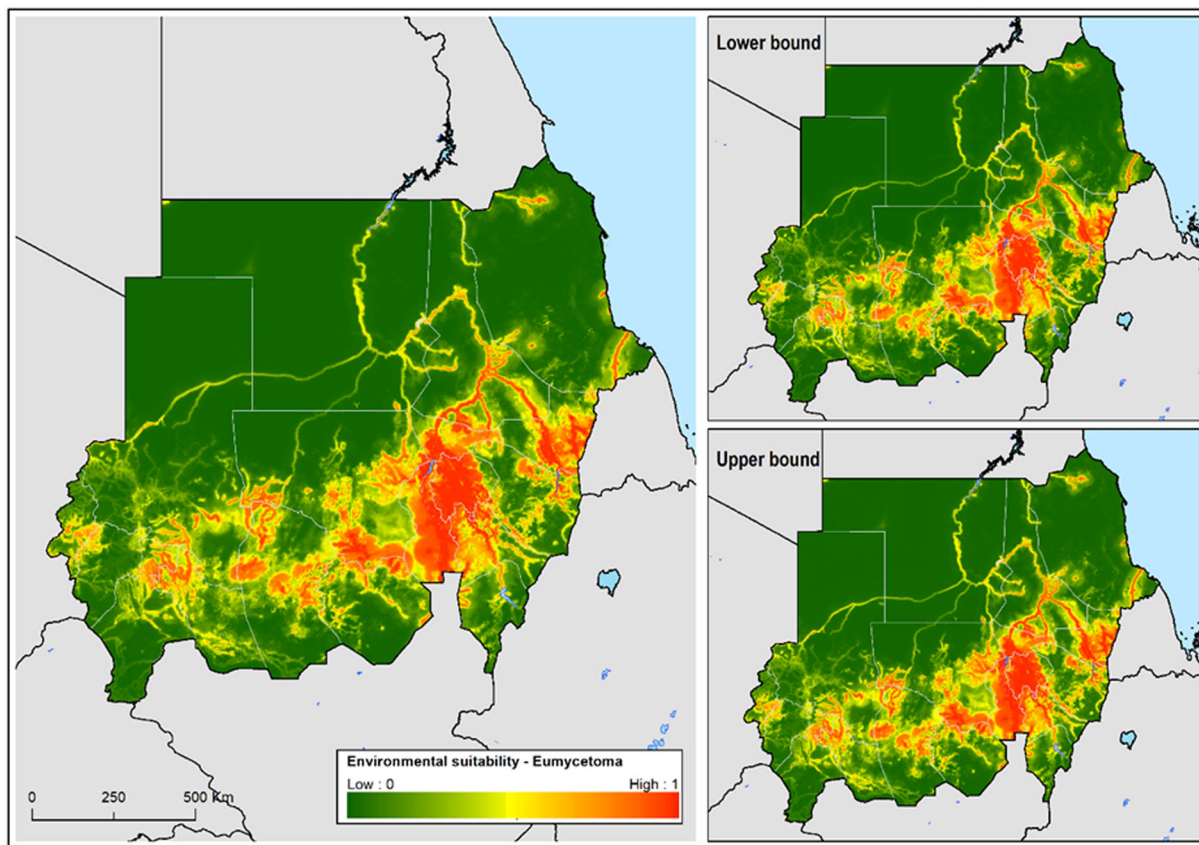 Lower bound
Upper bound
Environmental suitability - Eumycetoma
Low : 0 High : 1
0 250 500 Km